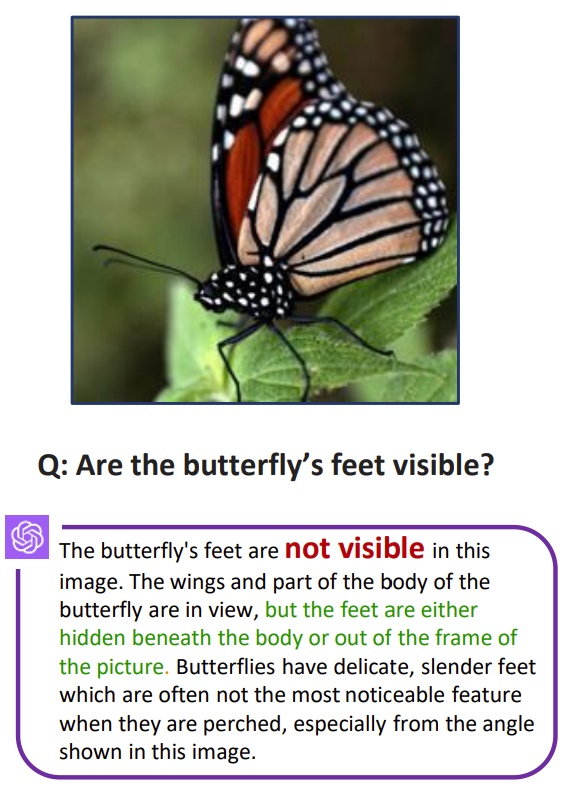 Q: Are the butterfly’s feet visible?
The butterfly's feet are not visible in this
image. The wings and part of the body of the
butterfly are in view, but the feet are either
hidden beneath the body or out of the frame of
the picture. Butterflies have delicate, slender feet
which are often not the most noticeable feature
when they are perched, especially from the angle
shown in this image.